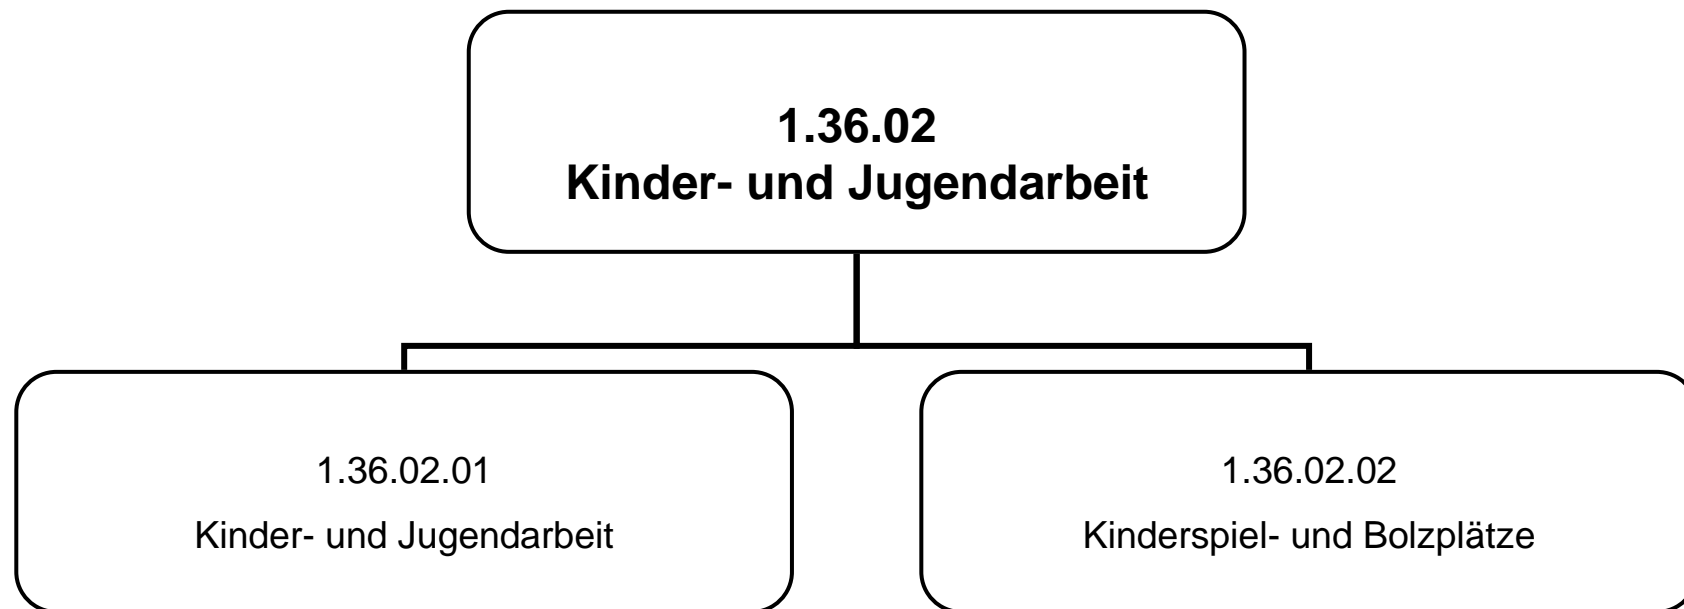 1.36.02
Kinder- und Jugendarbeit
1.36.02.01
Kinder- und Jugendarbeit
1.36.02.02
Kinderspiel- und Bolzplätze